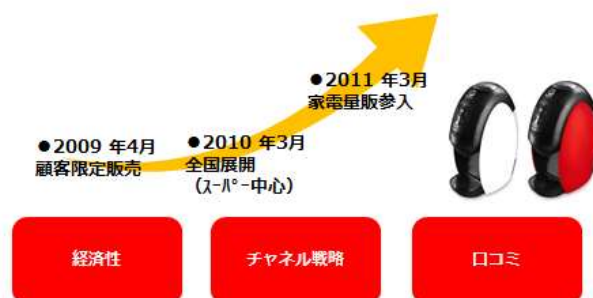 ●2011 年3月
家電量販参入
●2009 年4月
顧客限定販売
●2010 年3月
全国展開
（ｽｰﾊﾟｰ中心）
経済性
チャネル戦略
口コミ